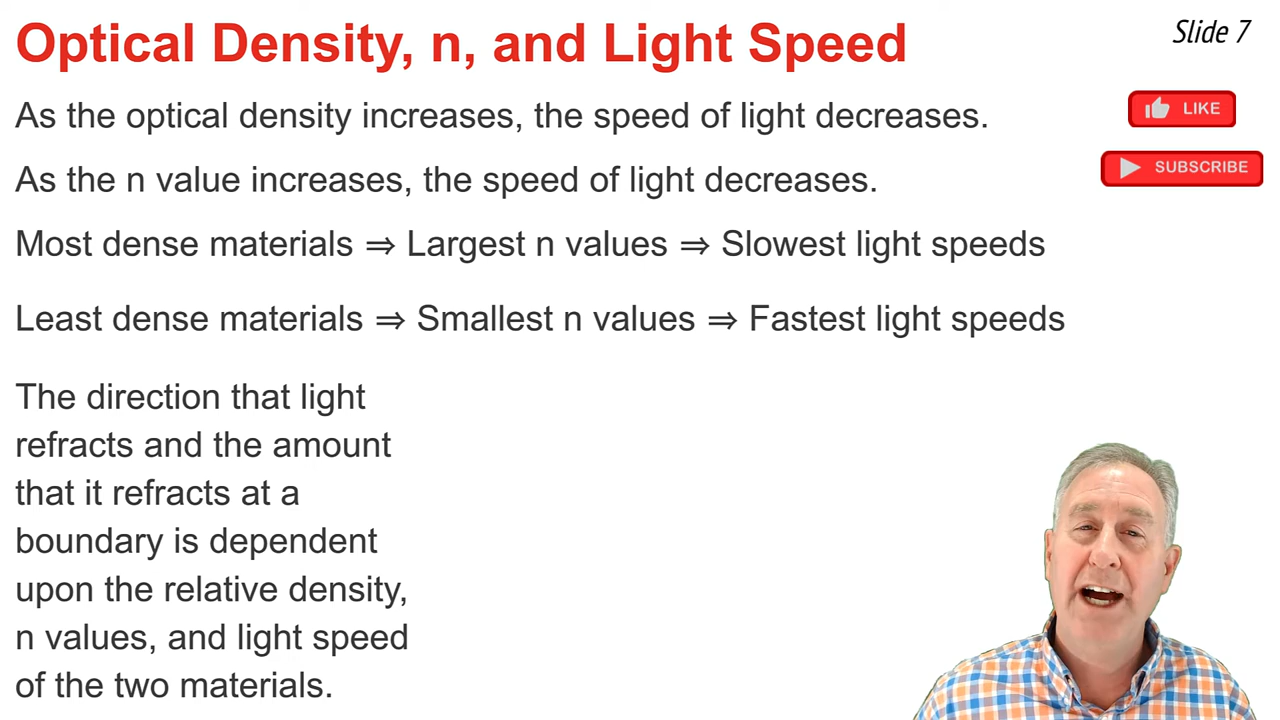 Optical Density, n, and Light Speed
Slide 7
As the optical density increases, the speed of light decreases.
LIKE
As the n value increases, the speed of light decreases.
SUBSCRIBE
Most dense materials ⇒ Largest n values ⇒ Slowest light speeds
Least dense materials ⇒ Smallest n values ⇒ Fastest light speeds
The direction that light
refracts and the amount
that it refracts at a
boundary is dependent
upon the relative density,
n values, and light speed
of the two materials.